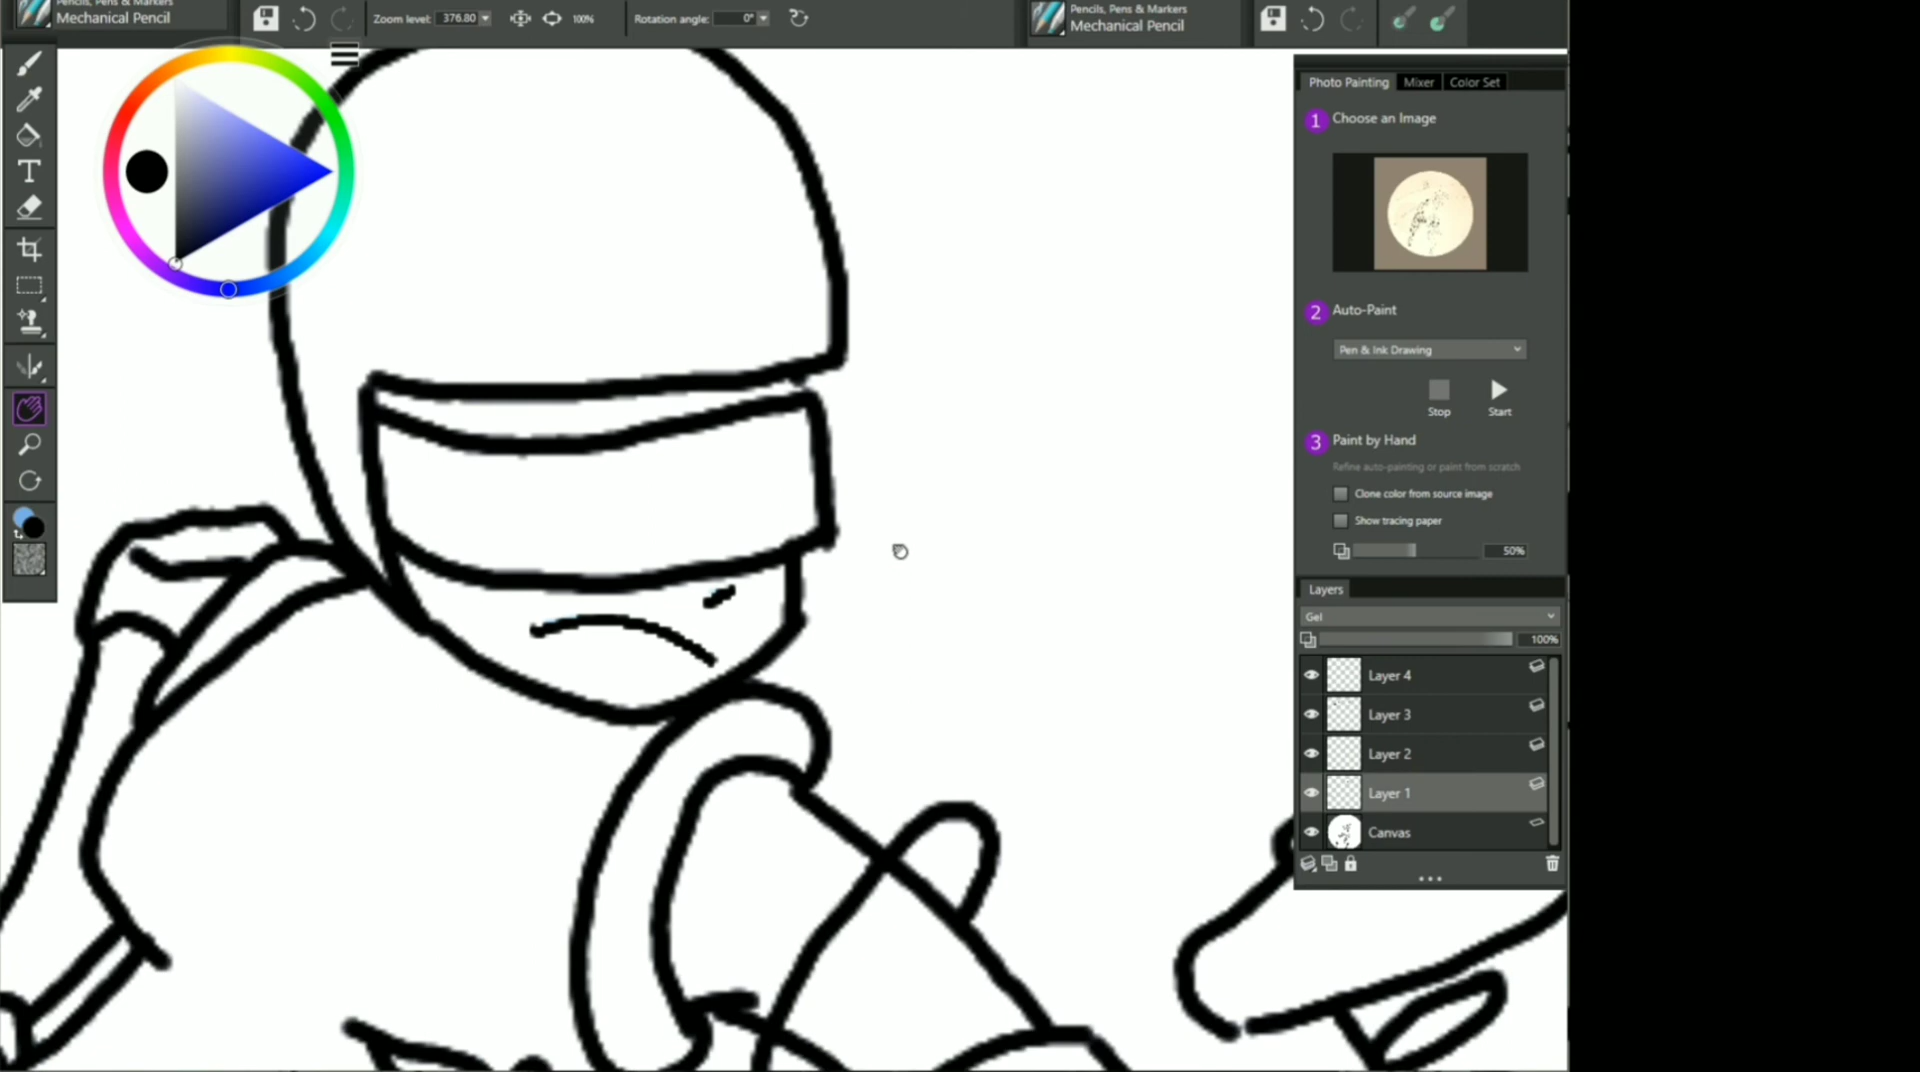 Pencils, Pens & Markers
Mechanical Pencil
Zoom level: 376.80
100%
Rotation angle: 0°
Pencils, Pens & Markers
Mechanical Pencil
T
Photo Painting Mixer Color Set
1 Choose an Image
2 Auto-Paint
Pen & Ink Drawing
Stop Start
3 Paint by Hand
Refine auto-painting or paint from scratch
Clone color from source image
Show tracing paper
50%
Layers
Gel
100%
Layer 4
Layer 3
Layer 2
Layer 1
Canvas